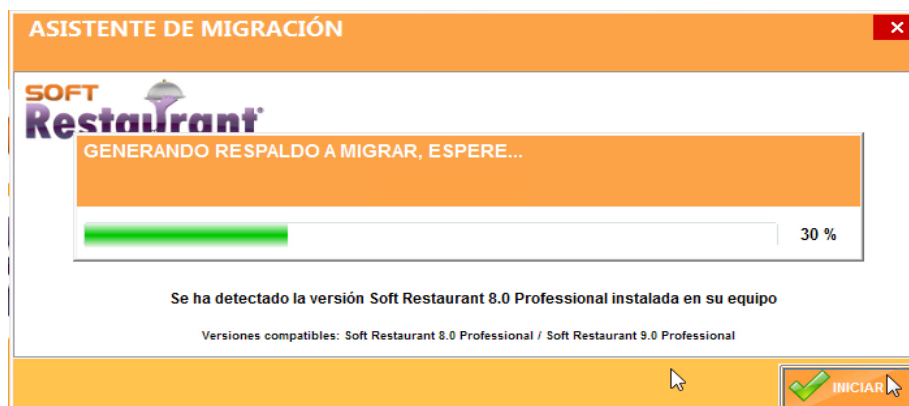 ASISTENTE DE MIGRACIÓN
SOFT
Restaurant
GENERANDO RESPALDO A MIGRAR, ESPERE...
30 %
Se ha detectado la versión Soft Restaurant 8.0 Professional instalada en su equipo
Versiones compatibles: Soft Restaurant 8.0 Professional / Soft Restaurant 9.0 Professional
INICIAR